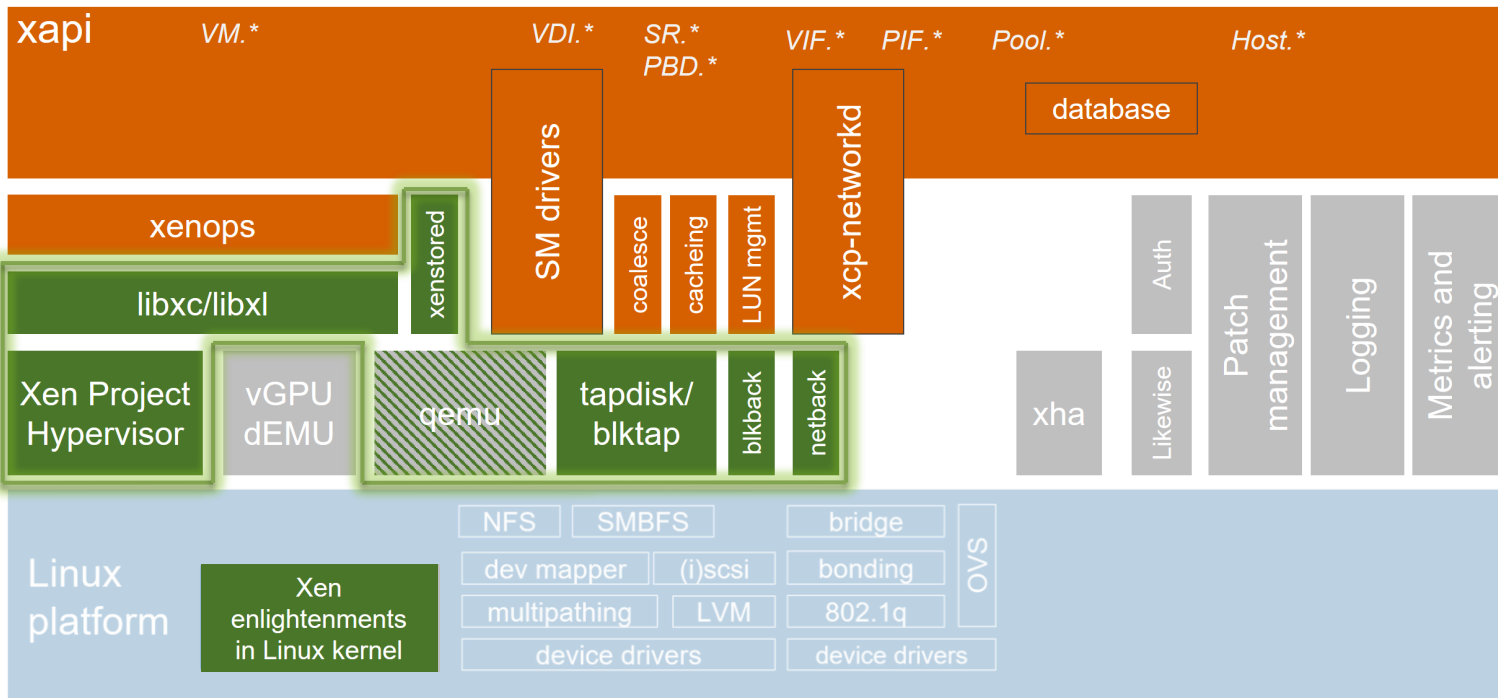 xapi
VM.*
VDI.*
SR.*
PBD.*
VIF.*
PIF.*
Pool.*
Host.*
database
SM drivers
xcp-networkd
xenops
xenstored
coalesce
cacheing
LUN mgmt
Auth
Patch
management
Logging
Metrics and
alerting
libxc/libxl
Xen Project
Hypervisor
vGPU
dEMU
qemu
tapdisk/
blktap
blkback
netback
xha
Likewise
Linux
platform
Xen
enlightenments
in Linux kernel
NFS
SMBFS
bridge
OVS
dev mapper
(i)scsi
bonding
multipathing
LVM
802.1q
device drivers
device drivers